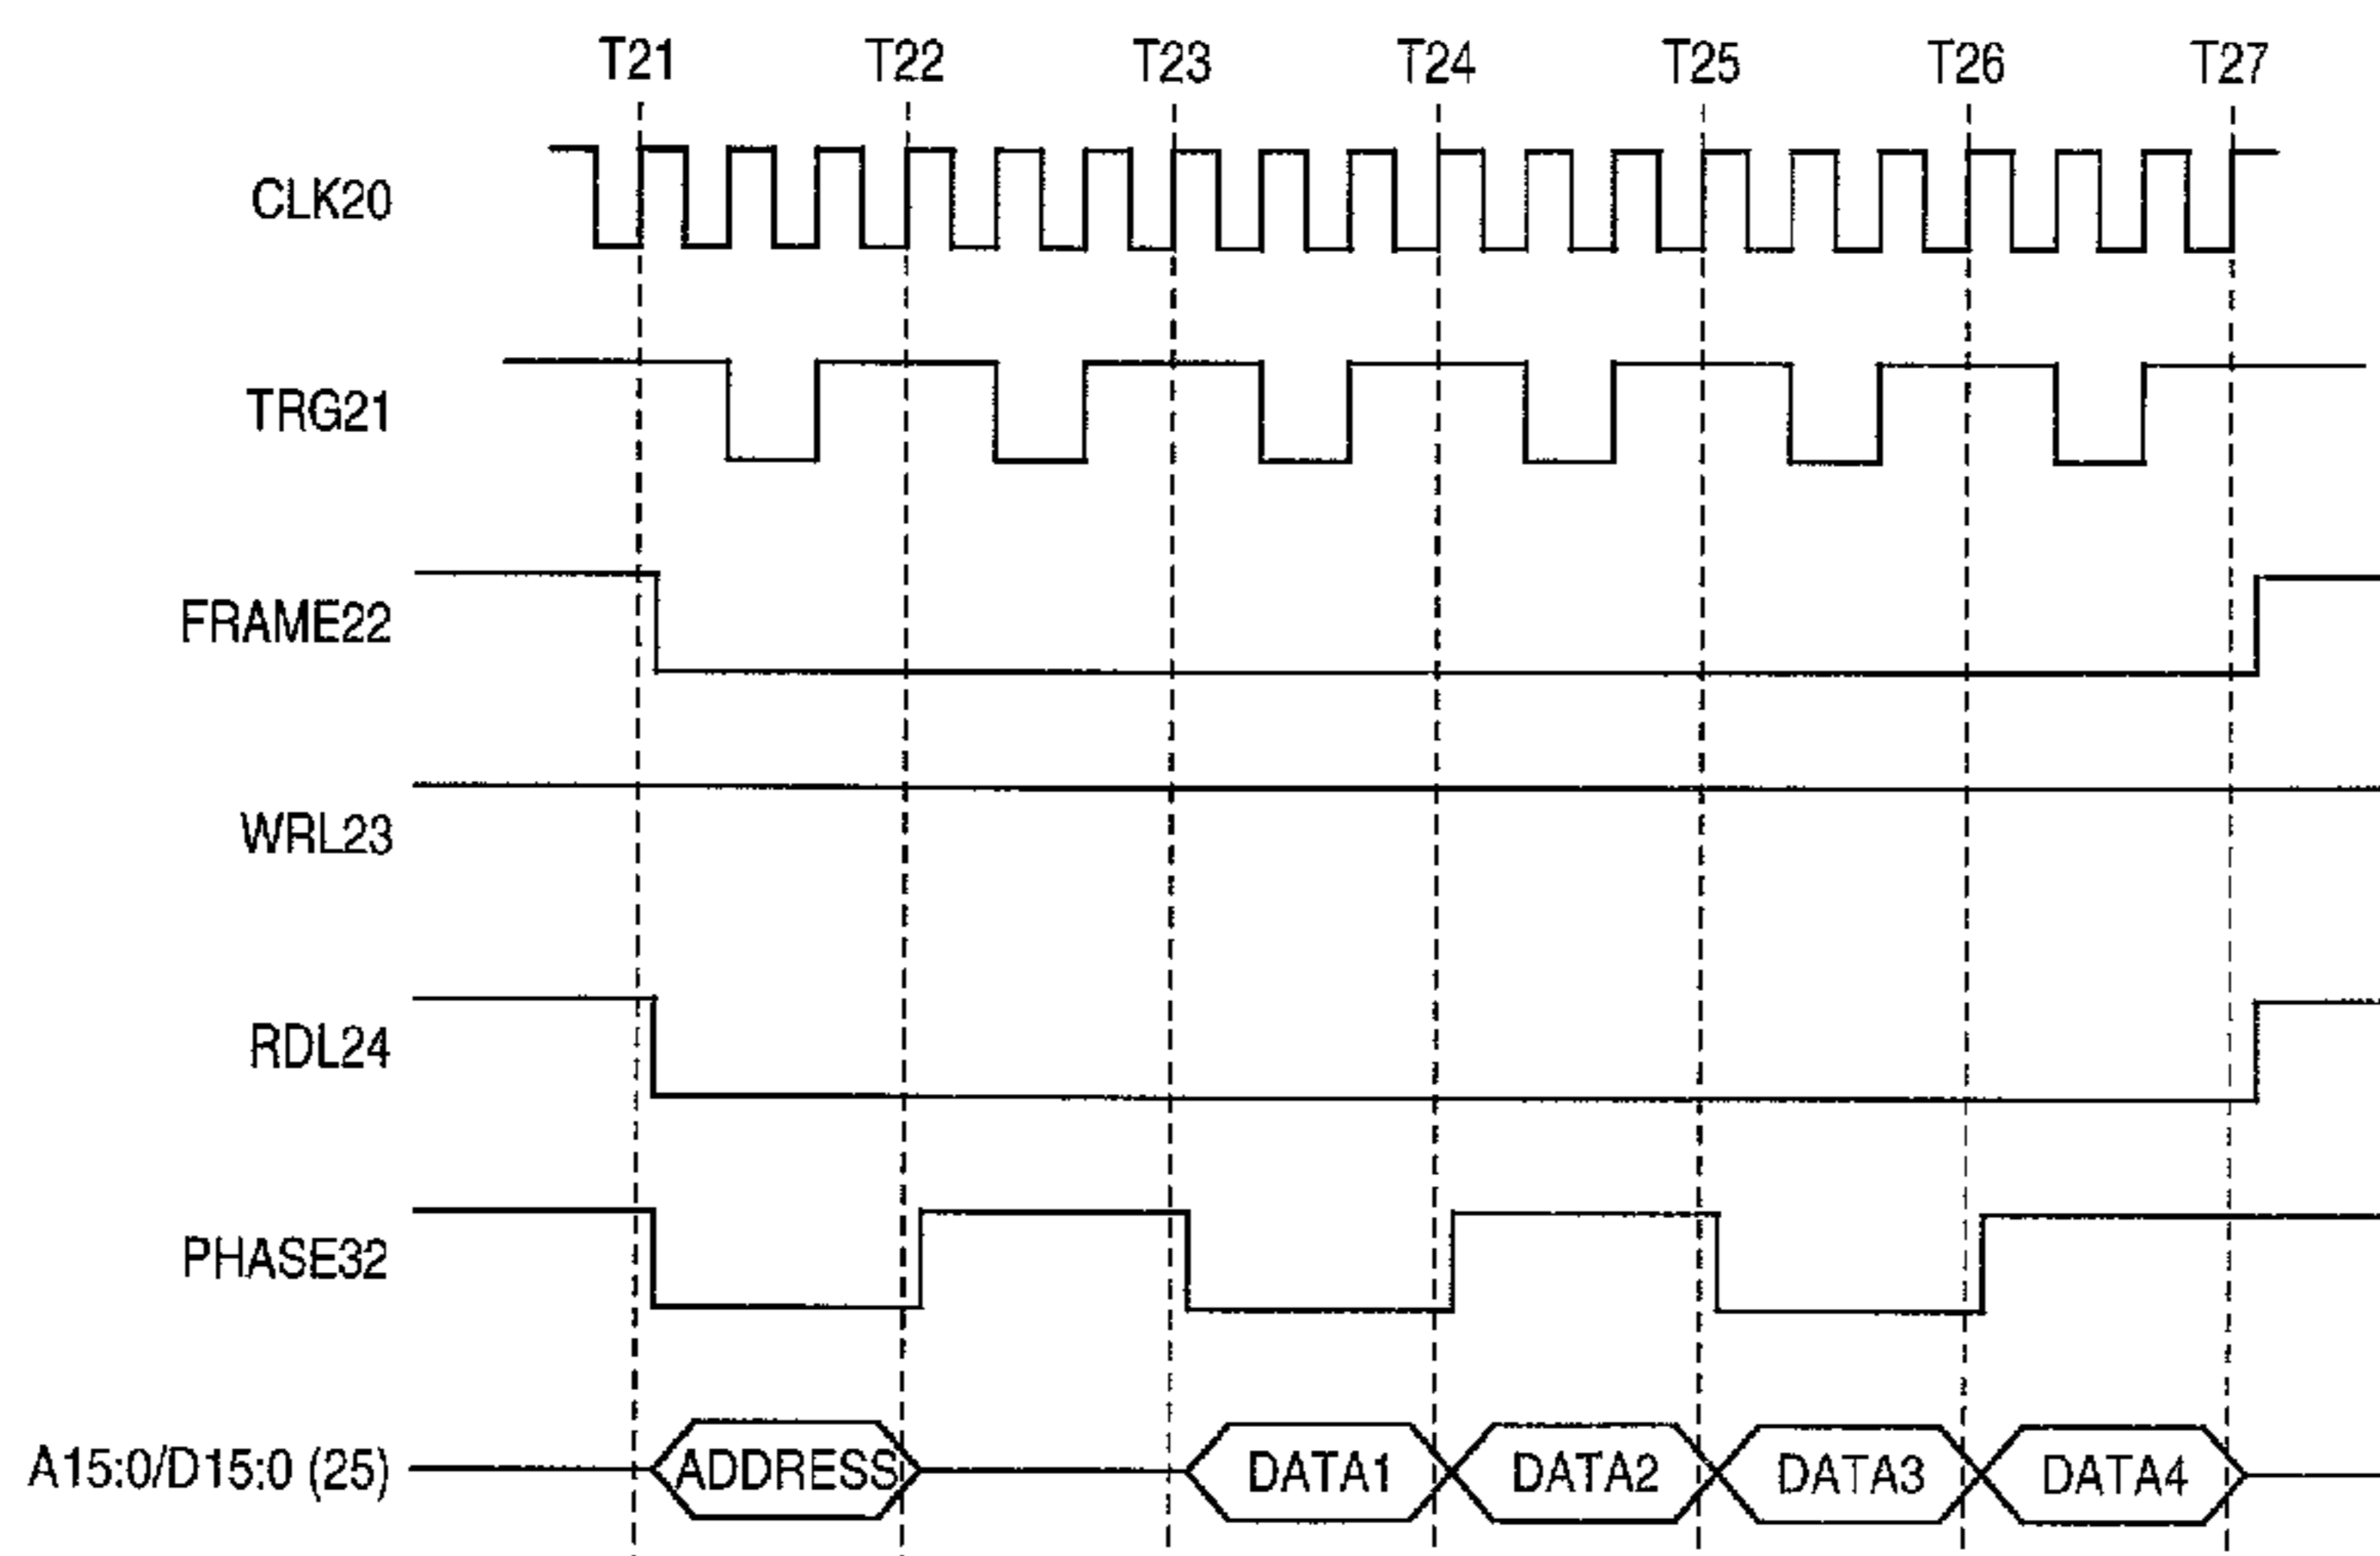 T21 T22 T23 T24 T25 T26 T27
CLK20
TRG21
FRAME22
WRL23
RDL24
PHASE32
A15:0/D15:0 (25) ADDRESS DATA1 DATA2 DATA3 DATA4